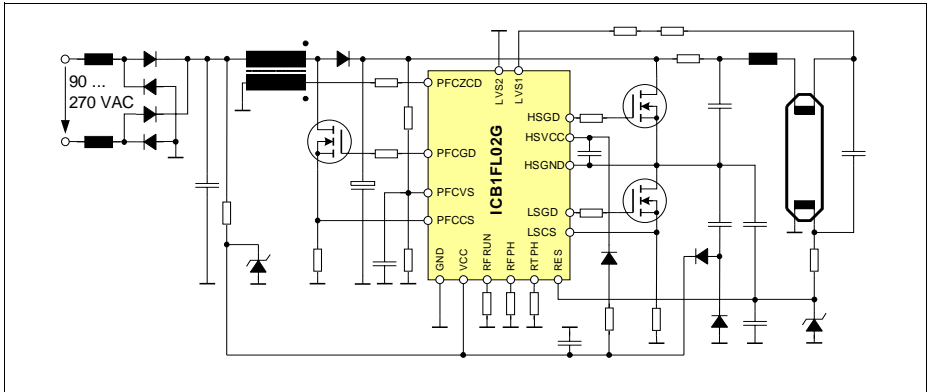 90 ...
270 VAC
PFCZCD
LVS2
LVS1
HSGD
HSVCC
PFCGD
HSGND
ICB1FL02G
PFCVS
LSGD
PFCCS
LSCS
GND
VCC
RFRUN
RFPH
RTPH
RES